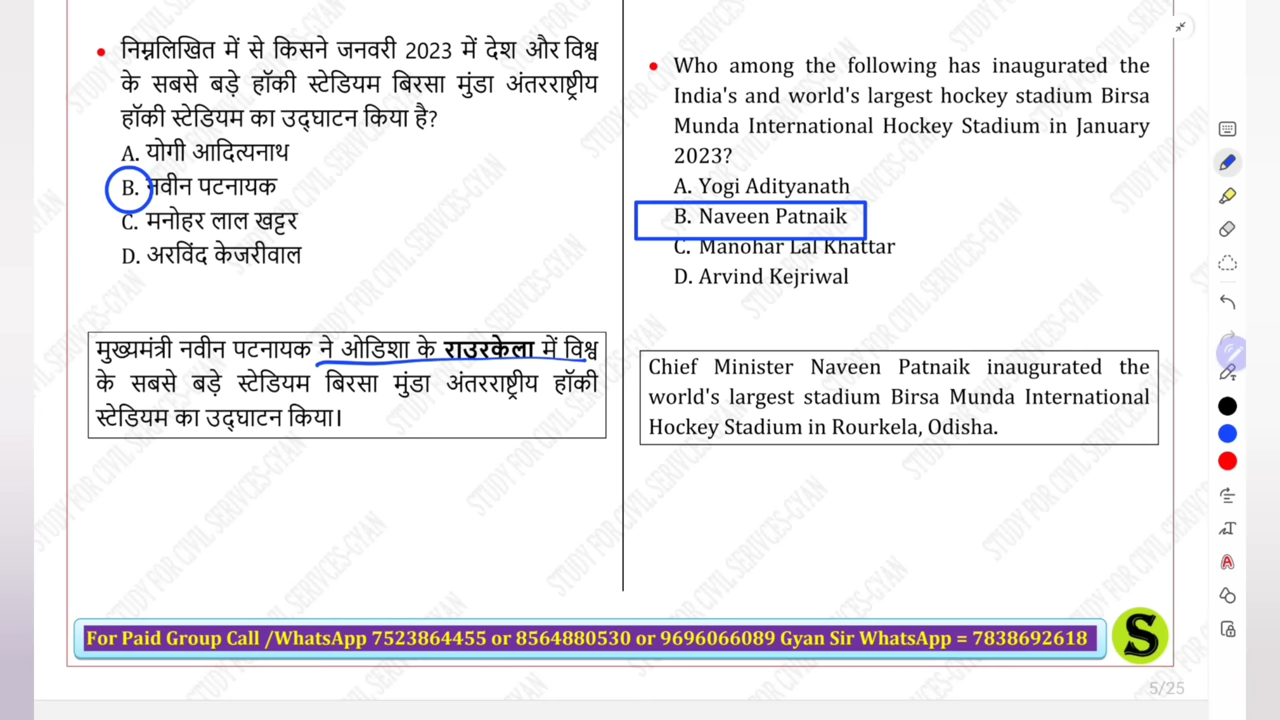 निम्नलिखित में से किसने जनवरी 2023 में देश और विश्व
के सबसे बड़े हॉकी स्टेडियम बिरसा मुंडा अंतरराष्ट्रीय
हॉकी स्टेडियम का उद्घाटन किया है?
A. योगी आदित्यनाथ
B. नवीन पटनायक
C. मनोहर लाल खट्टर
D. अरविंद केजरीवाल
मुख्यमंत्री नवीन पटनायक ने ओडिशा के राउरकेला में विश्व
के सबसे बड़े स्टेडियम बिरसा मुंडा अंतरराष्ट्रीय हॉकी
स्टेडियम का उद्घाटन किया।
Who among the following has inaugurated the
India's and world's largest hockey stadium Birsa
Munda International Hockey Stadium in January
2023?
A. Yogi Adityanath
B. Naveen Patnaik
C. Manohar Lal Khattar
D. Arvind Kejriwal
Chief Minister Naveen Patnaik inaugurated the
world's largest stadium Birsa Munda International
Hockey Stadium in Rourkela, Odisha.
For Paid Group Call /WhatsApp 7523864455 or 8564880530 or 9696066089 Gyan Sir WhatsApp = 7838692618
S
5/25
STUDY FOR CIVIL SERIVCES-GYAN